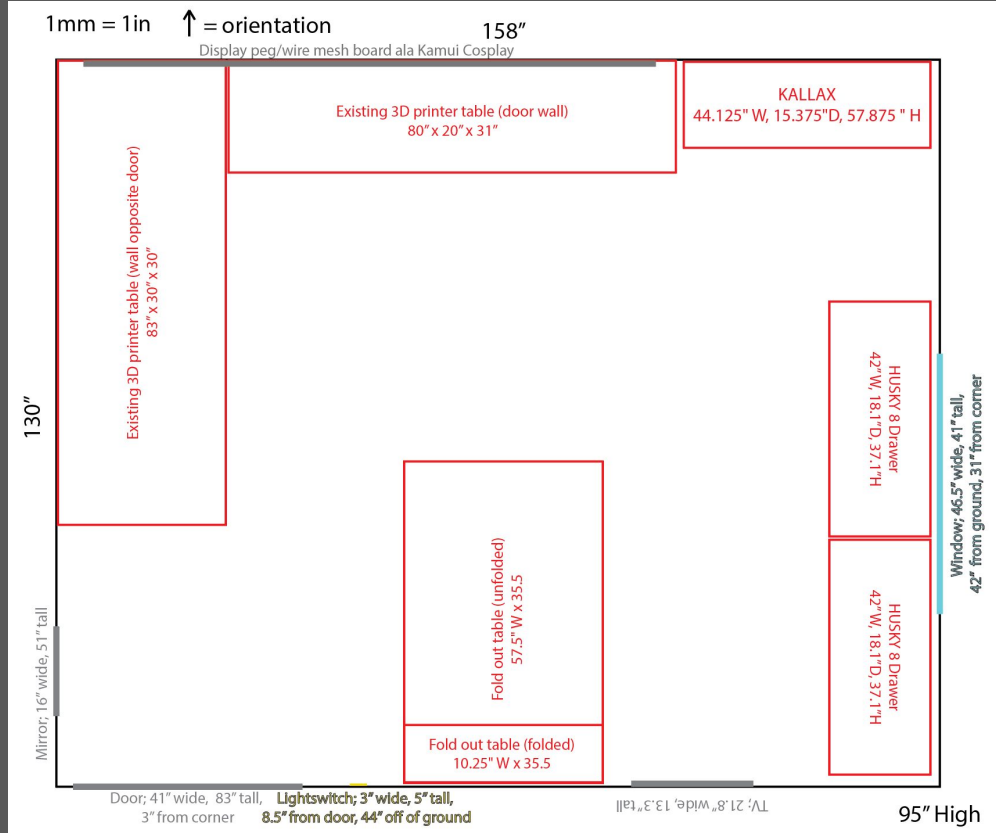 1mm = 1in
↑ = orientation
158”
Display peg/wire mesh board ala Kamui Cosplay
Existing 3D printer table (door wall)
80” x 20” x 31”
KALLAX
44.125" W, 15.375"D, 57.875 " H
Existing 3D printer table (wall opposite door)
83” x 30” x 30”
130”
HUSKY 8 Drawer
42”W, 18.1”D, 37.1”H
Window; 46.5” wide, 41” tall,
42” from ground, 31” from corner
Fold out table (unfolded)
57.5" W x 35.5
HUSKY 8 Drawer
42”W, 18.1”D, 37.1”H
Mirror; 16” wide, 51” tall
Fold out table (folded)
10.25" W x 35.5
Door; 41” wide, 83” tall,
3” from corner
Lightswitch; 3” wide, 5” tall,
8.5” from door, 44” off of ground
TV; 21.8” wide, 13.3” tall
95” High